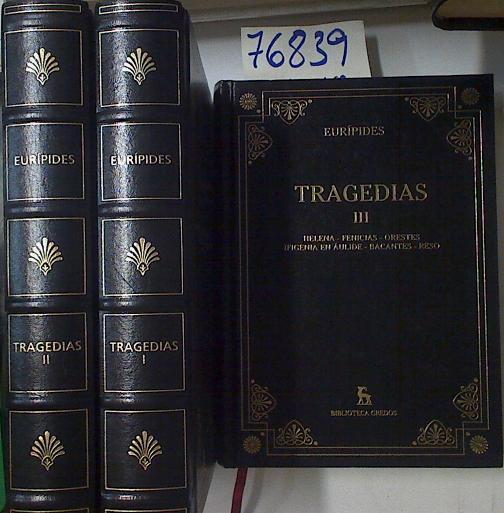 76839
EURÍPIDES
TRAGEDIAS
II
EURÍPIDES
TRAGEDIAS
I
EURÍPIDES
TRAGEDIAS
III
HELENA - FENICIAS - ORESTES
IFIGENIA EN ÁULIDE - BACANTES - RESO
BIBLIOTECA GREDOS